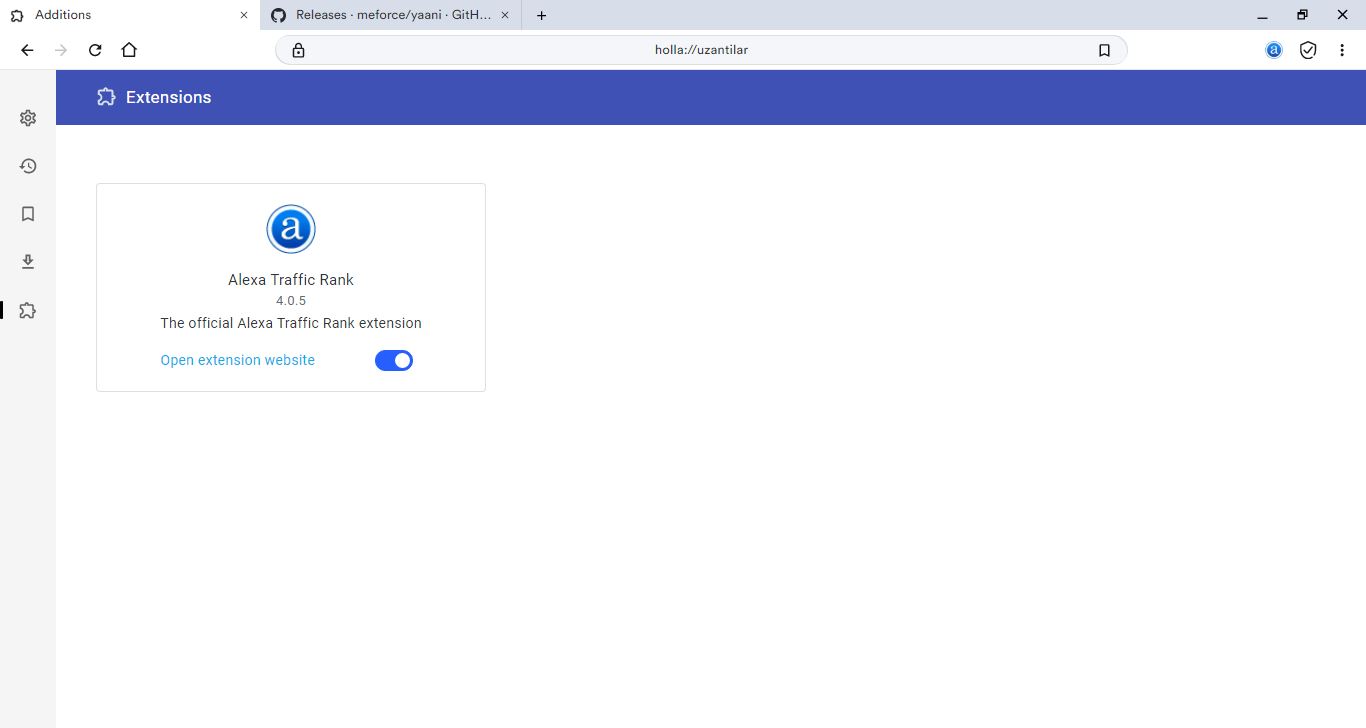 Additions
Releases · meforce/yaani · GitH...
holla://uzantilar
a
Extensions
a
Alexa Traffic Rank
4.0.5
The official Alexa Traffic Rank extension
Open extension website